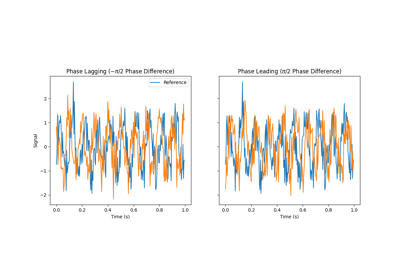 Phase Lagging (−π/2 Phase Difference)
Phase Leading (π/2 Phase Difference)
Reference
Signal
2
1
0
−1
−2
0.0 0.2 0.4 0.6 0.8 1.0
0.0 0.2 0.4 0.6 0.8 1.0
Time (s)
Time (s)